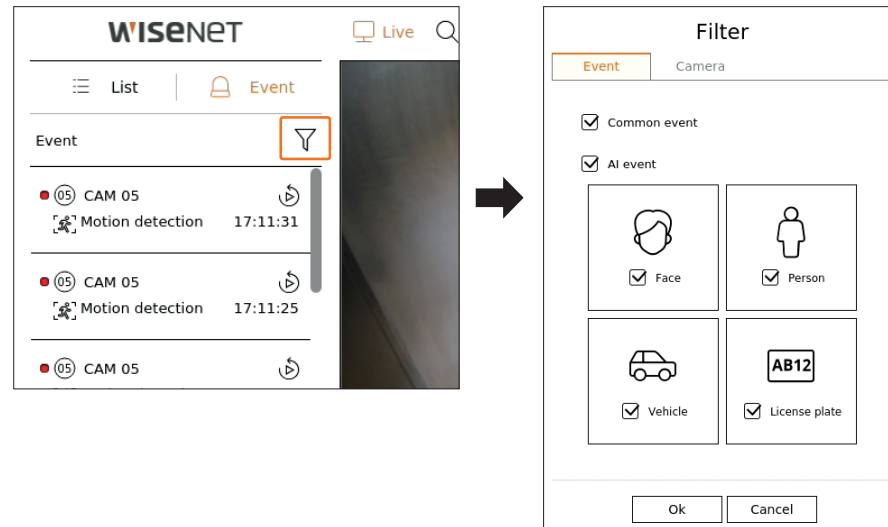 WISENET
Live
List
Event
Event
05 CAM 05
Motion detection 17:11:31
05 CAM 05
Motion detection 17:11:25
05 CAM 05
Filter
Event Camera
Common event
AI event
Face Person
AB12
Vehicle License plate
Ok Cancel